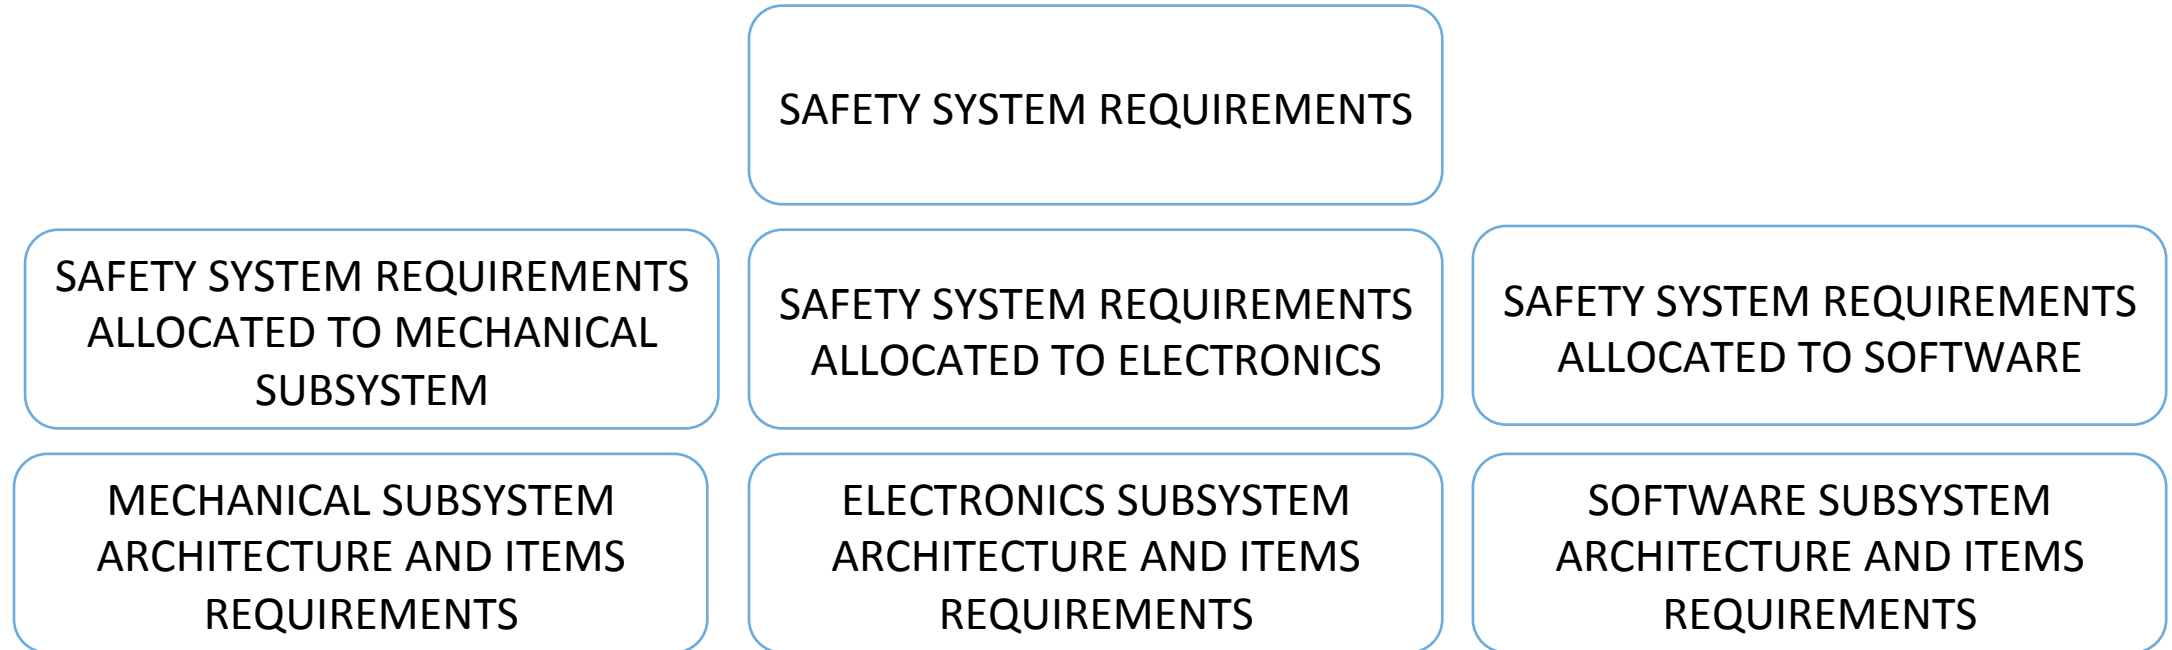 SAFETY SYSTEM REQUIREMENTS
SAFETY SYSTEM REQUIREMENTS
ALLOCATED TO MECHANICAL
SUBSYSTEM
SAFETY SYSTEM REQUIREMENTS
ALLOCATED TO ELECTRONICS
SAFETY SYSTEM REQUIREMENTS
ALLOCATED TO SOFTWARE
MECHANICAL SUBSYSTEM
ARCHITECTURE AND ITEMS
REQUIREMENTS
ELECTRONICS SUBSYSTEM
ARCHITECTURE AND ITEMS
REQUIREMENTS
SOFTWARE SUBSYSTEM
ARCHITECTURE AND ITEMS
REQUIREMENTS